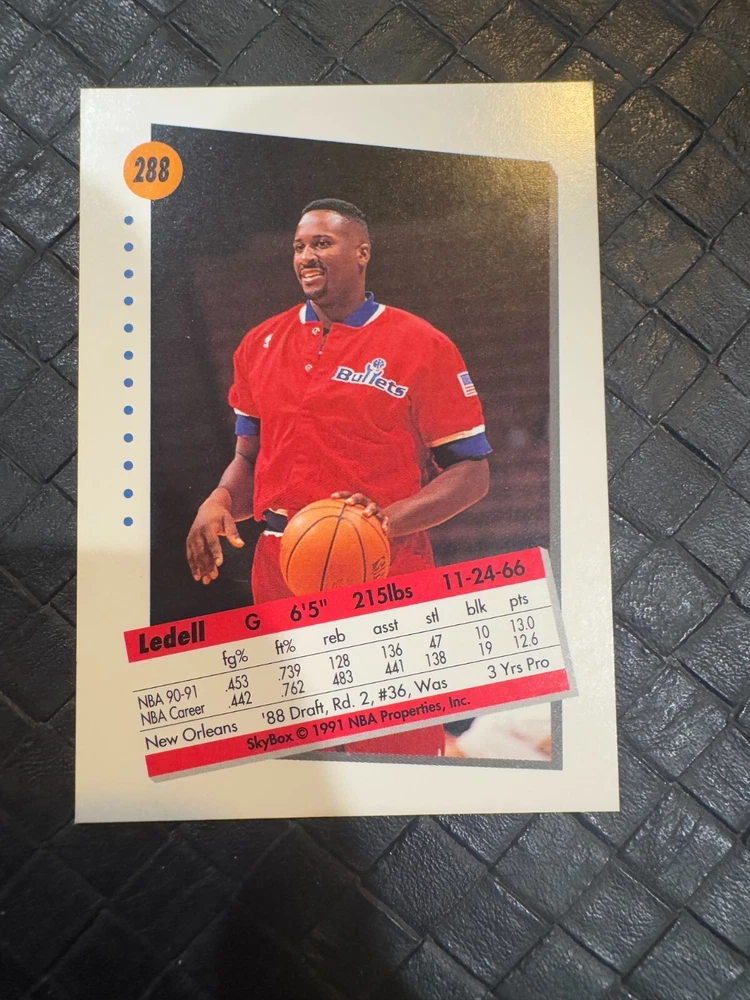 288
Bullets
Ledell G 6'5" 215lbs 11-24-66
fg% ft% reb asst stl blk pts
NBA 90-91 .453 .739 128 136 47 10 13.0
NBA Career .442 .762 483 441 138 19 12.6
New Orleans '88 Draft, Rd. 2, #36, Was 3 Yrs Pro
SkyBox © 1991 NBA Properties, Inc.